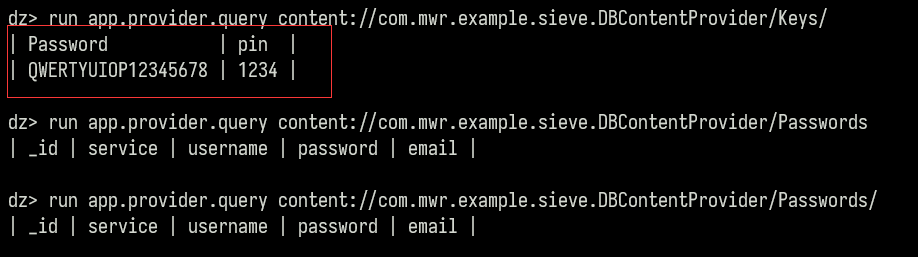 dz> run app.provider.query content://com.mwr.example.sieve.DBContentProvider/Keys/
| Password | pin |
| QWERTYUIOP12345678 | 1234 |
dz> run app.provider.query content://com.mwr.example.sieve.DBContentProvider/Passwords
| _id | service | username | password | email |
dz> run app.provider.query content://com.mwr.example.sieve.DBContentProvider/Passwords/
| _id | service | username | password | email |